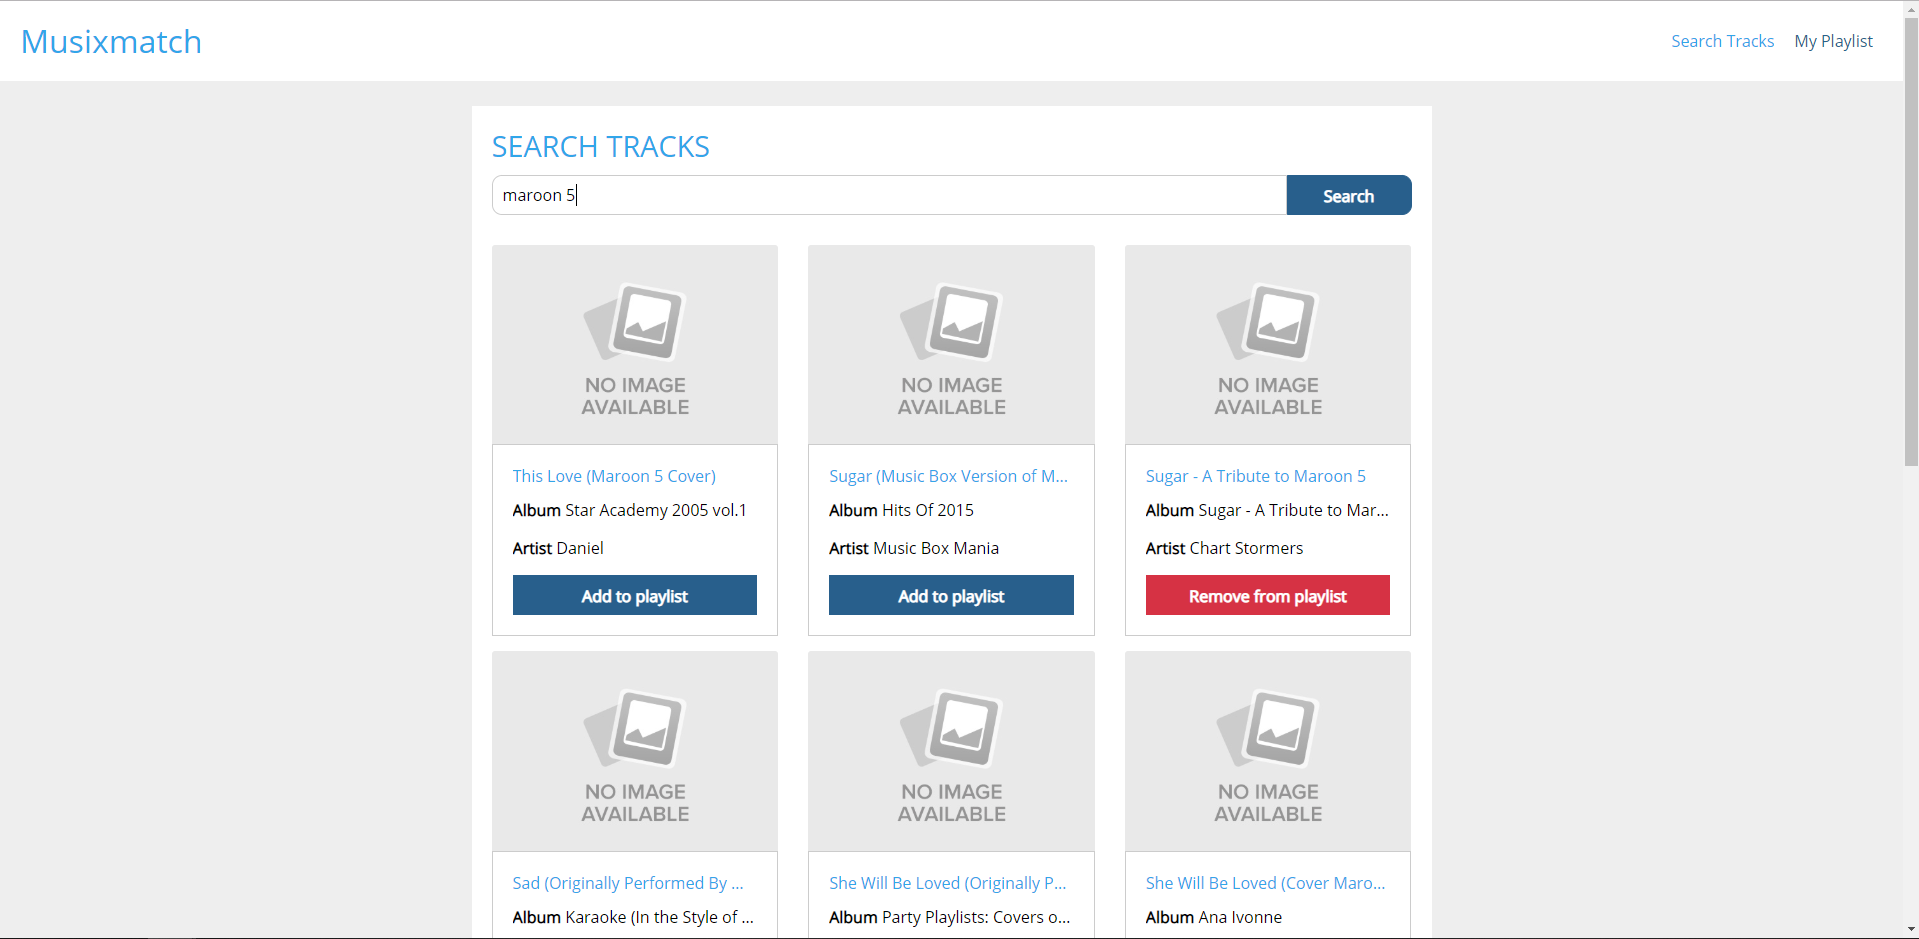 Musixmatch
Search Tracks My Playlist
SEARCH TRACKS
maroon 5
Search
NO IMAGE
AVAILABLE
NO IMAGE
AVAILABLE
NO IMAGE
AVAILABLE
This Love (Maroon 5 Cover)
Album Star Academy 2005 vol.1
Artist Daniel
Add to playlist
Sugar (Music Box Version of M...
Album Hits Of 2015
Artist Music Box Mania
Add to playlist
Sugar - A Tribute to Maroon 5
Album Sugar - A Tribute to Mar...
Artist Chart Stormers
Remove from playlist
NO IMAGE
AVAILABLE
NO IMAGE
AVAILABLE
NO IMAGE
AVAILABLE
Sad (Originally Performed By ...
Album Karaoke (In the Style of ...
She Will Be Loved (Originally P...
Album Party Playlists: Covers o...
She Will Be Loved (Cover Maro...
Album Ana Ivonne